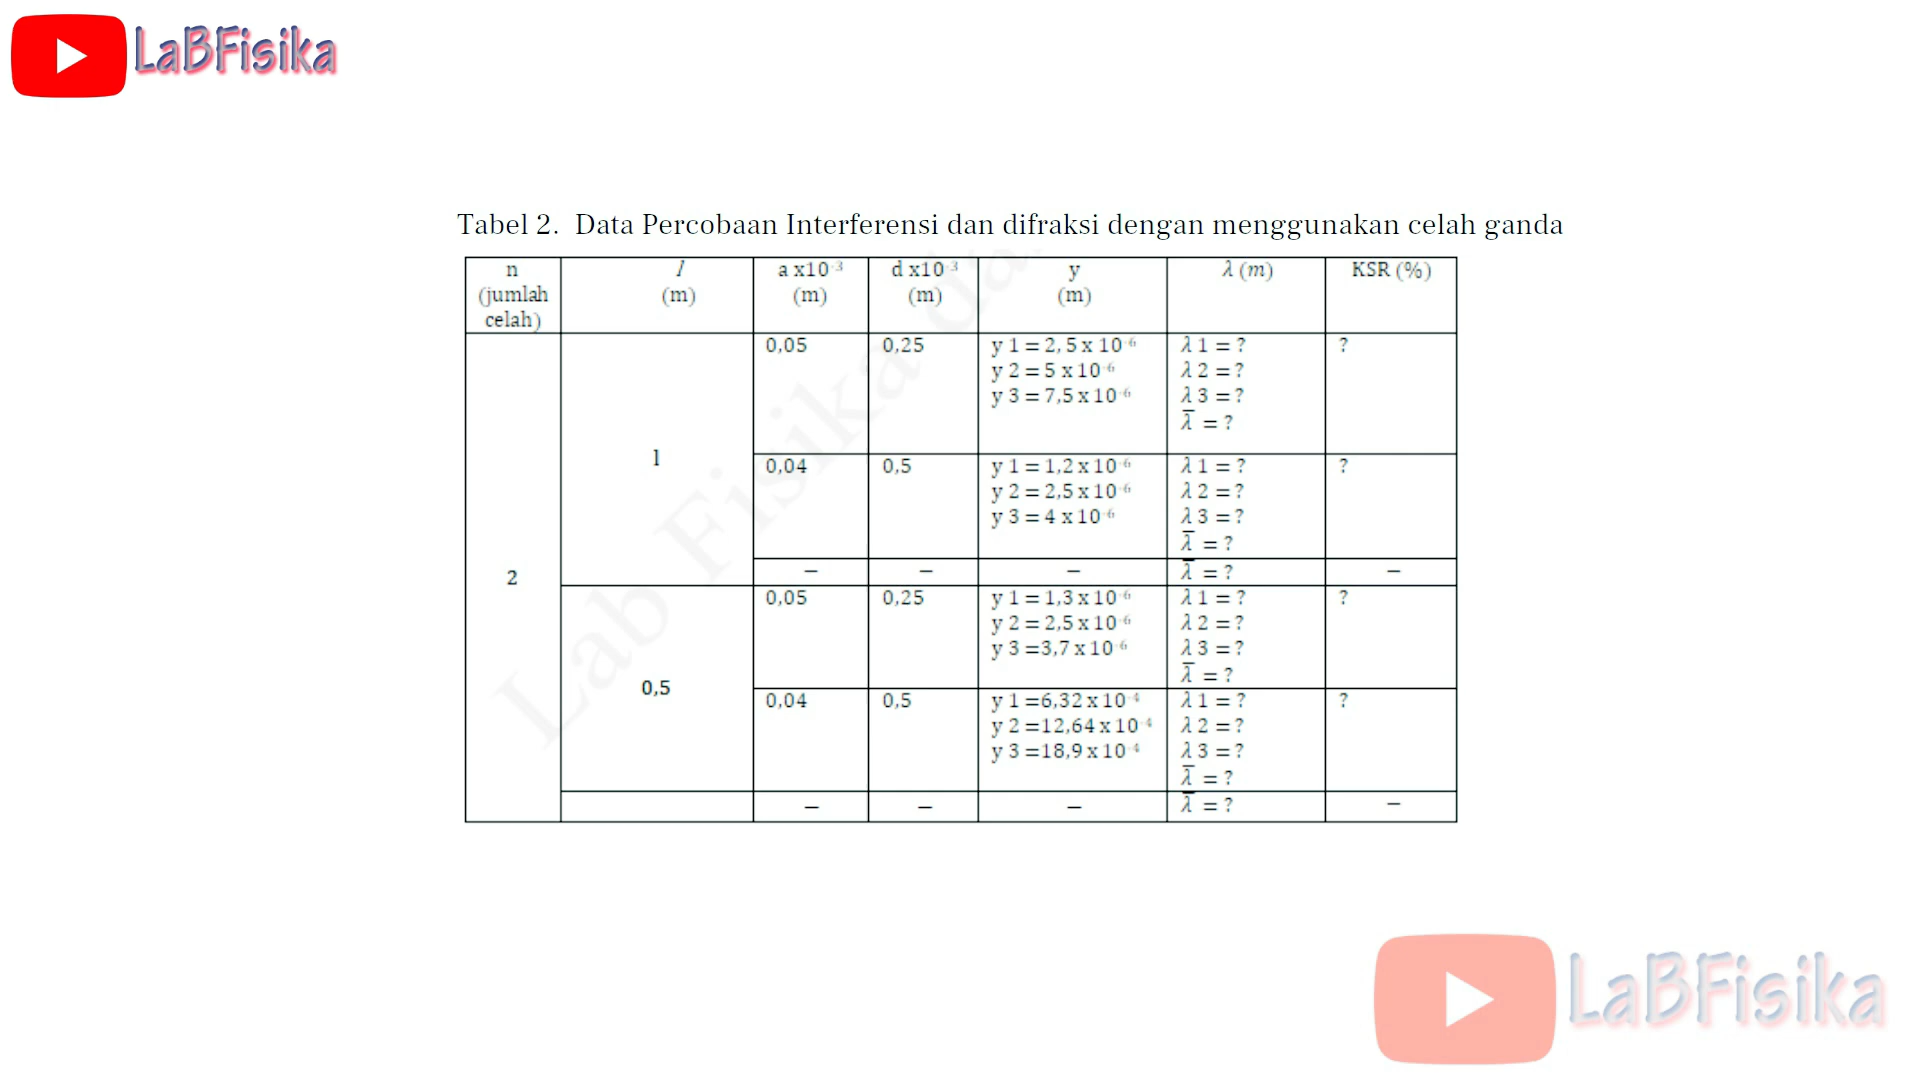 LaBFisika
Tabel 2. Data Percobaan Interferensi dan difraksi dengan menggunakan celah ganda
n (jumlah celah) l (m) a x10⁻³ (m) d x10⁻³ (m) y (m) λ (m) KSR (%)
2
1
0,05 0,25 y 1 = 2, 5 x 10⁻⁶ λ 1 = ? ?
y 2 = 5 x 10⁻⁶ λ 2 = ?
y 3 = 7,5 x 10⁻⁶ λ 3 = ?
λ̅ = ?
0,04 0,5 y 1 = 1,2 x 10⁻⁶ λ 1 = ? ?
y 2 = 2,5 x 10⁻⁶ λ 2 = ?
y 3 = 4 x 10⁻⁶ λ 3 = ?
λ̅ = ?
– – – λ̅ = ? –
0,5
0,05 0,25 y 1 = 1,3 x 10⁻⁶ λ 1 = ? ?
y 2 = 2,5 x 10⁻⁶ λ 2 = ?
y 3 =3,7 x 10⁻⁶ λ 3 = ?
λ̅ = ?
0,04 0,5 y 1 =6,32 x 10⁻⁴ λ 1 = ? ?
y 2 =12,64 x 10⁻⁴ λ 2 = ?
y 3 =18,9 x 10⁻⁴ λ 3 = ?
λ̅ = ?
– – – λ̅ = ? –
Lab Fisika da
LaBFisika